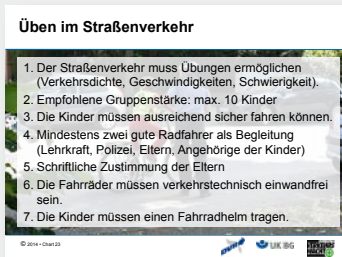 Üben im Straßenverkehr
1. Der Straßenverkehr muss Übungen ermöglichen
(Verkehrsdichte, Geschwindigkeiten, Schwierigkeit).
2. Empfohlene Gruppenstärke: max. 10 Kinder
3. Die Kinder müssen ausreichend sicher fahren können.
4. Mindestens zwei gute Radfahrer als Begleitung
(Lehrkraft, Polizei, Eltern, Angehörige der Kinder)
5. Schriftliche Zustimmung der Eltern
6. Die Fahrräder müssen verkehrstechnisch einwandfrei
sein.
7. Die Kinder müssen einen Fahrradhelm tragen.
© 2014 • Chart 23
DVR
UK BG